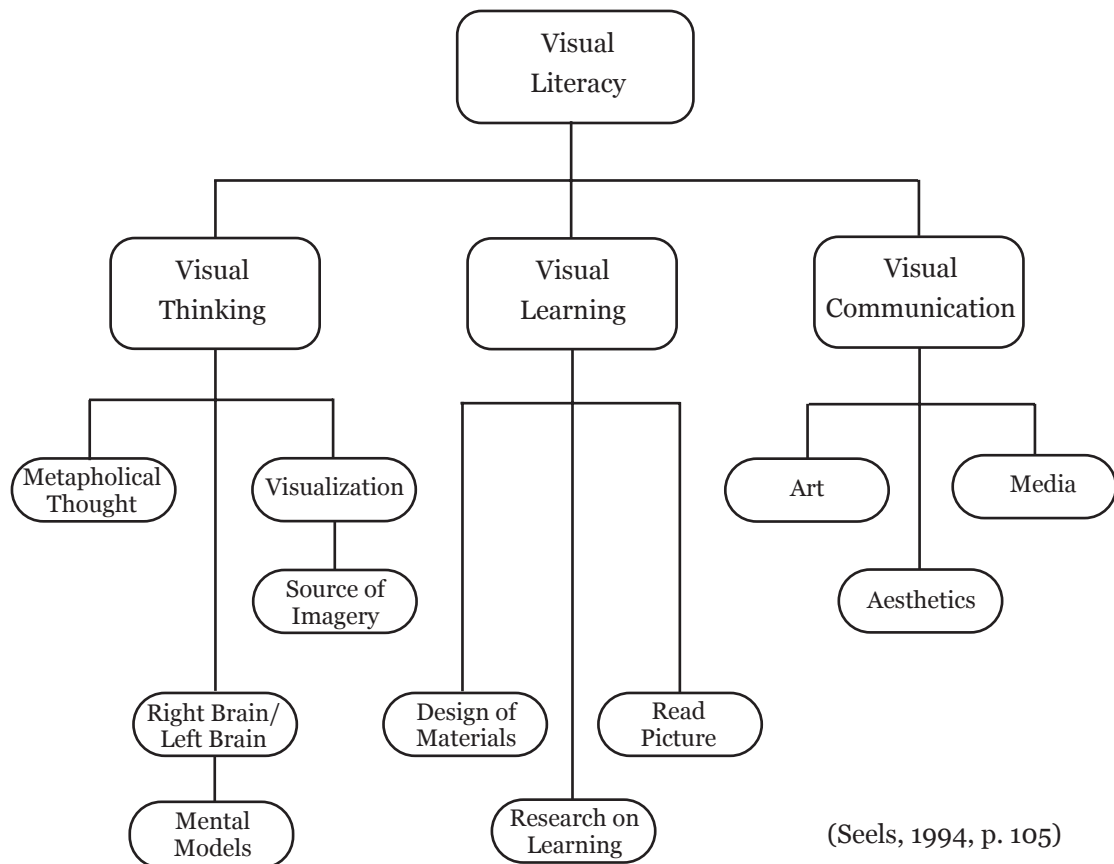 Visual
Literacy
Visual
Thinking
Visual
Learning
Visual
Communication
Metapholical
Thought
Visualization
Art
Media
Source of
Imagery
Aesthetics
Right Brain/
Left Brain
Design of
Materials
Read
Picture
Mental
Models
Research on
Learning
(Seels, 1994, p. 105)